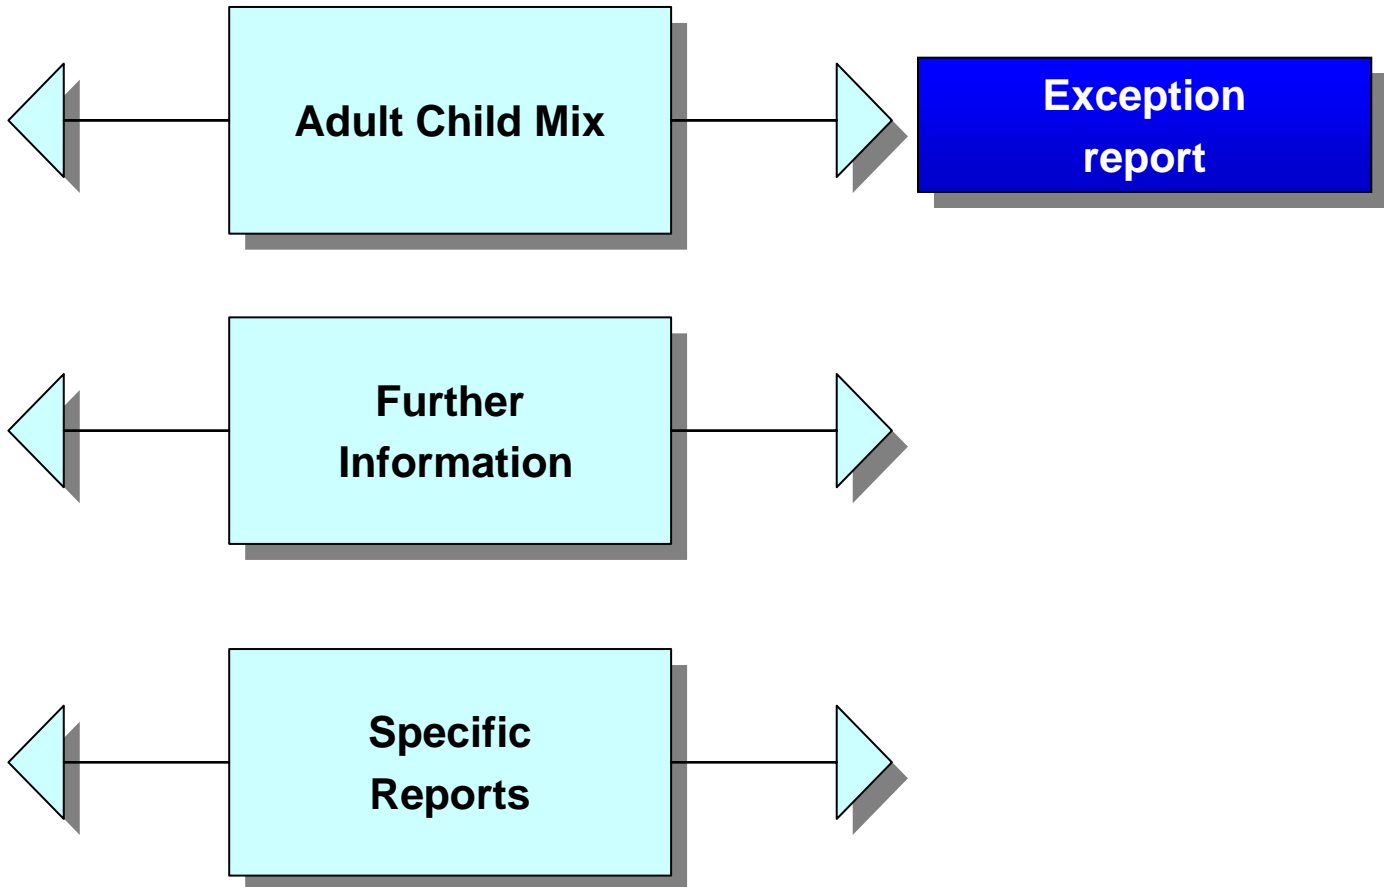 Adult Child Mix
Exception
report
Further
Information
Specific
Reports